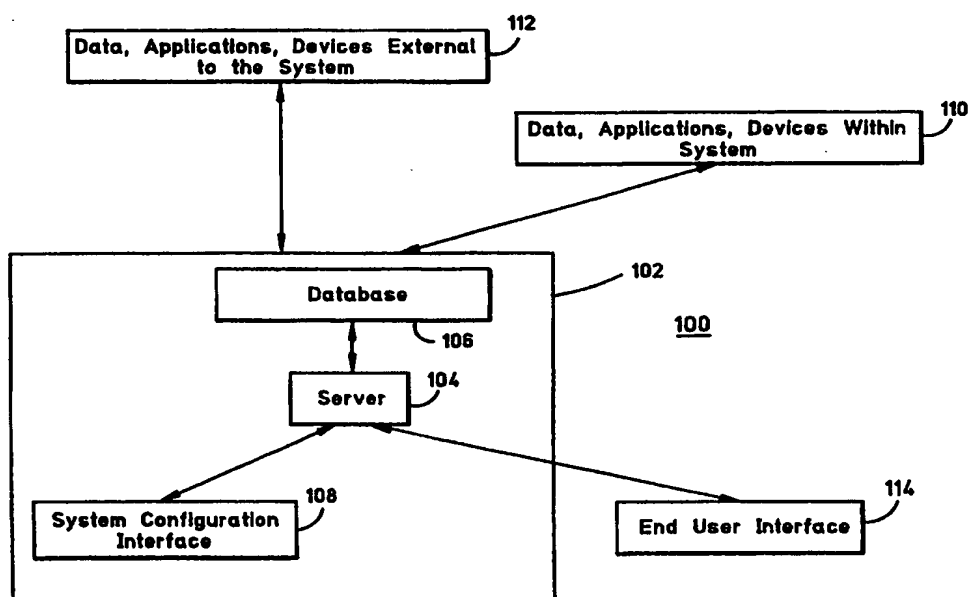 112
Data, Applications, Devices External
to the System
110
Data, Applications, Devices Within
System
102
Database
100
106
104
Server
108
System Configuration
Interface
114
End User Interface